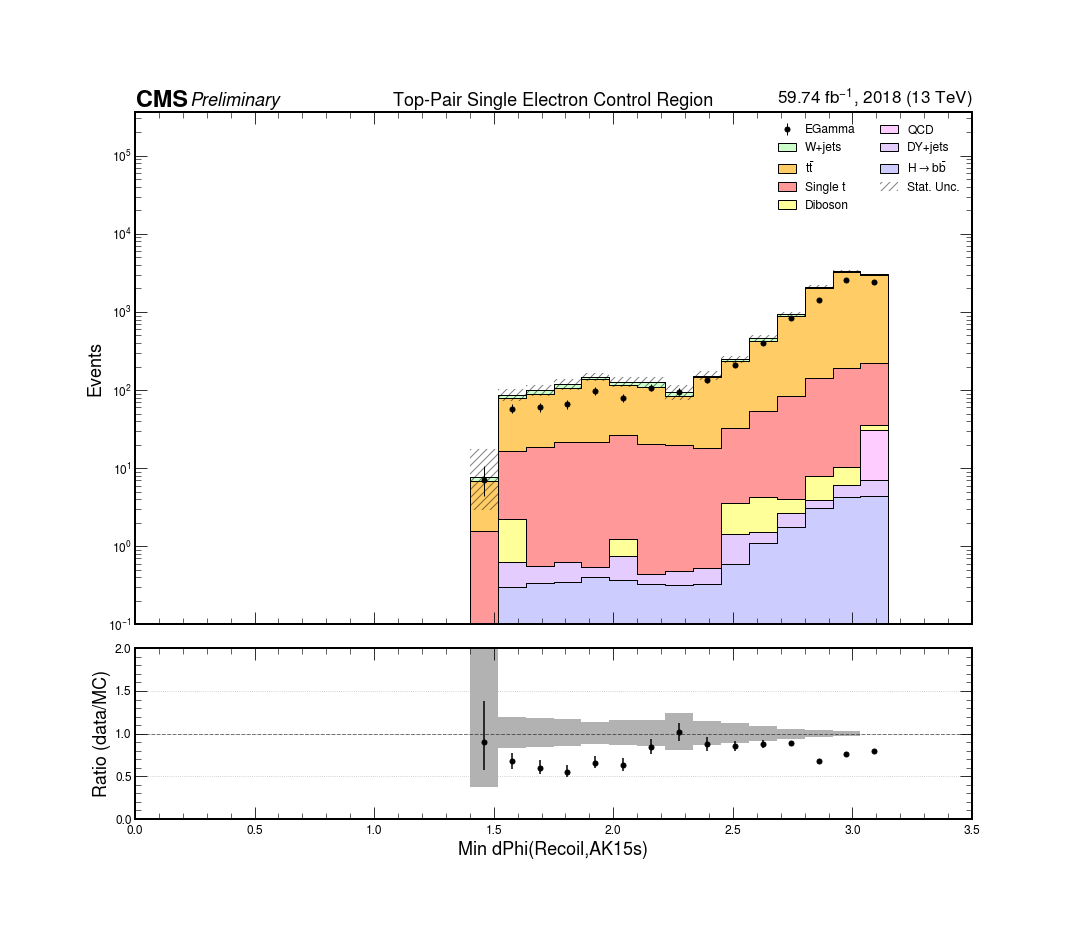 CMS Preliminary Top-Pair Single Electron Control Region 59.74 fb⁻¹, 2018 (13 TeV)
EGamma QCD
W+jets DY+jets
tt̄ H→bb̄
Single t Stat. Unc.
Diboson
10⁵
10⁴
10³
10²
10¹
10⁰
10⁻¹
Events
2.0
1.5
1.0
0.5
0.0
Ratio (data/MC)
0.0 0.5 1.0 1.5 2.0 2.5 3.0 3.5
Min dPhi(Recoil,AK15s)